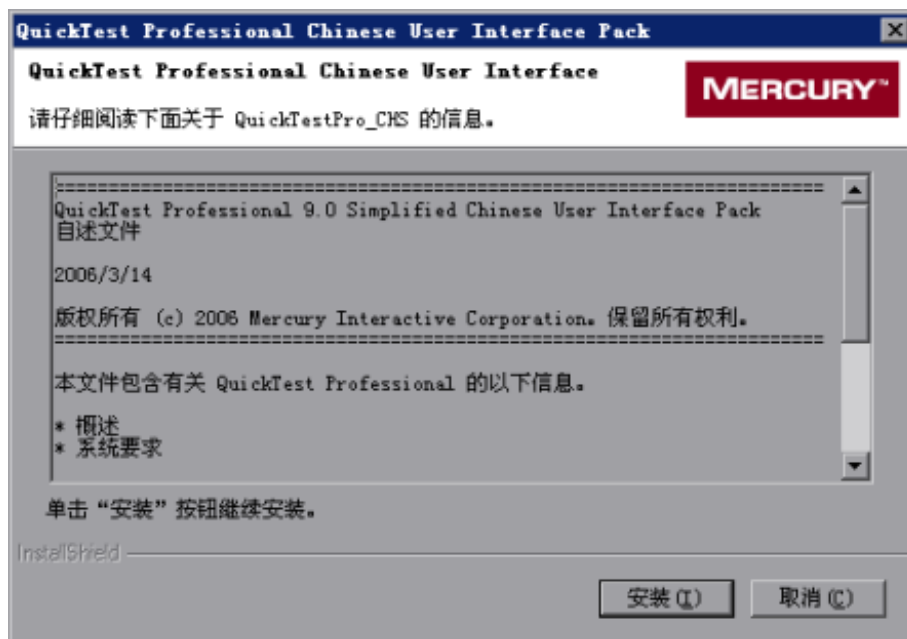 QuickTest Professional Chinese User Interface Pack
QuickTest Professional Chinese User Interface
MERCURY™
请仔细阅读下面关于 QuickTestPro_CHS 的信息。
================================================================================
QuickTest Professional 9.0 Simplified Chinese User Interface Pack
自述文件
2006/3/14
版权所有 (c) 2006 Mercury Interactive Corporation。保留所有权利。
================================================================================
本文件包含有关 QuickTest Professional 的以下信息。
* 概述
* 系统要求
单击“安装”按钮继续安装。
InstallShield
安装(I)
取消(C)